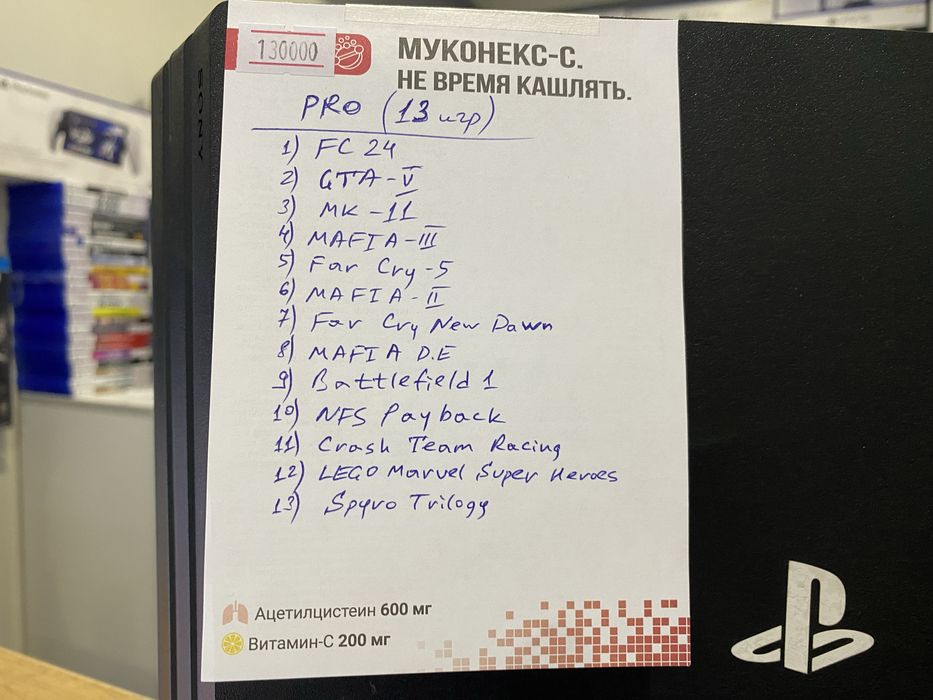 130000
МУКОНЕКС-С.
НЕ ВРЕМЯ КАШЛЯТЬ.
PRO (13 игр)
1) FC 24
2) GTA-V
3) MK-11
4) MAFIA-III
5) Far Cry-5
6) MAFIA-II
7) Far Cry New Dawn
8) MAFIA D.E
9) Battlefield 1
10) NFS Payback
11) Crash Team Racing
12) LEGO Marvel Super Heroes
13) Spyro Trilogy
Ацетилцистеин 600 мг
Витамин-С 200 мг
SONY